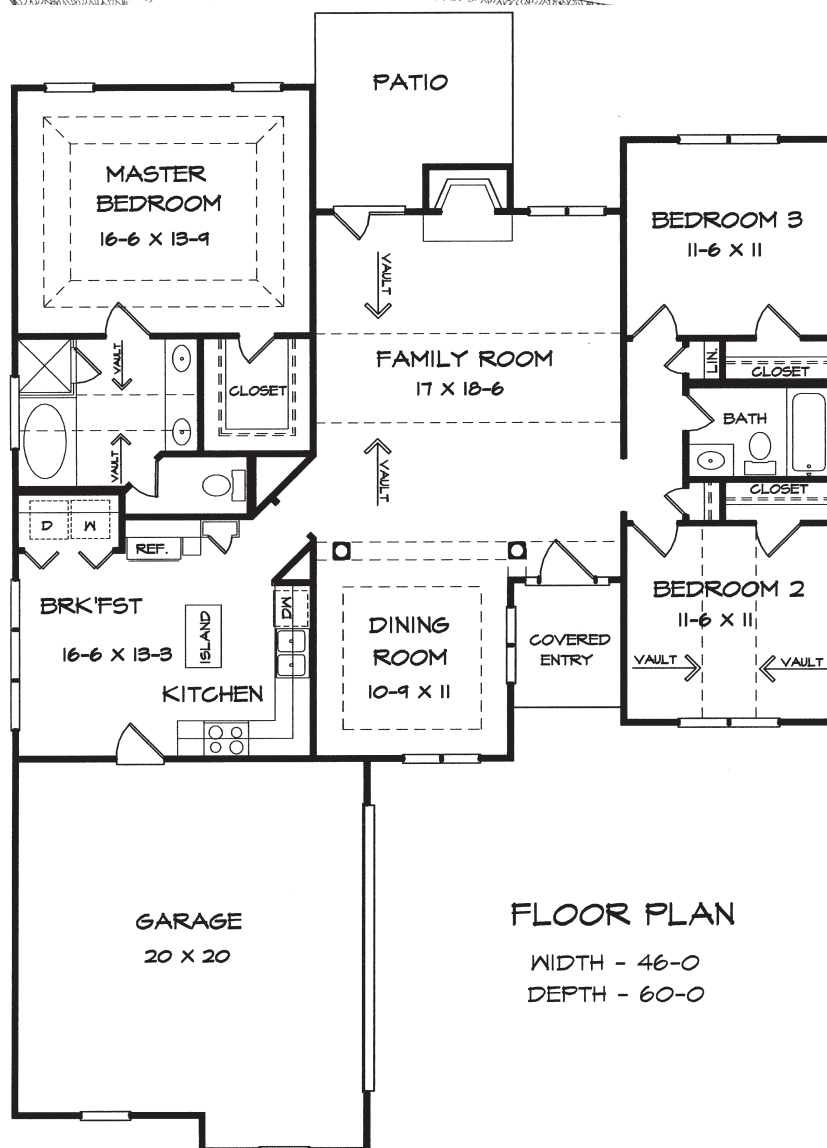 PATIO
MASTER
BEDROOM
16-6 X 13-9
BEDROOM 3
11-6 X 11
VAULT
FAMILY ROOM
17 X 18-6
VAULT
CLOSET
LIN.
CLOSET
BATH
VAULT
VAULT
CLOSET
D
W
REF.
BRK'FST
16-6 X 13-3
ISLAND
KITCHEN
DW
DINING
ROOM
10-9 X 11
COVERED
ENTRY
BEDROOM 2
11-6 X 11
VAULT
VAULT
GARAGE
20 X 20
FLOOR PLAN
WIDTH - 46-0
DEPTH - 60-0